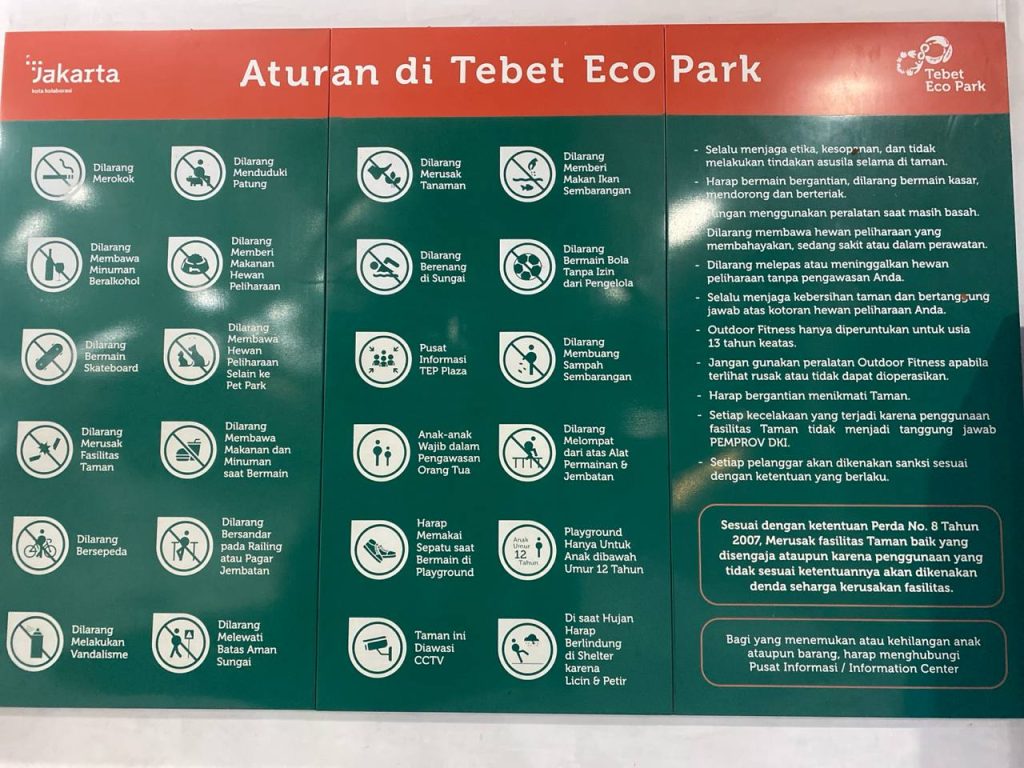 Jakarta
kota kolaborasi
Aturan di Tebet Eco Park
Tebet
Eco Park
Dilarang
Merokok
Dilarang
Menduduki
Patung
Dilarang
Membawa
Minuman
Beralkohol
Dilarang
Memberi
Makanan
Hewan
Peliharaan
Dilarang
Bermain
Skateboard
Dilarang
Membawa
Hewan
Peliharaan
Selain ke
Pet Park
Dilarang
Merusak
Fasilitas
Taman
Dilarang
Membawa
Makanan dan
Minuman
saat Bermain
Dilarang
Bersepeda
Dilarang
Bersandar
pada Railing
atau Pagar
Jembatan
Dilarang
Melakukan
Vandalisme
Dilarang
Melewati
Batas Aman
Sungai
Dilarang
Merusak
Tanaman
Dilarang
Memberi
Makan Ikan
Sembarangan
Dilarang
Berenang
di Sungai
Dilarang
Bermain Bola
Tanpa Izin
dari Pengelola
Pusat
Informasi
TEP Plaza
Dilarang
Membuang
Sampah
Sembarangan
Anak-anak
Wajib dalam
Pengawasan
Orang Tua
Dilarang
Melompat
dari atas Alat
Permainan &
Jembatan
Harap
Memakai
Sepatu saat
Bermain di
Playground
Anak
Umur
12
Tahun
Playground
Hanya Untuk
Anak dibawah
Umur 12 Tahun
Taman ini
Diawasi
CCTV
Di saat Hujan
Harap
Berlindung
di Shelter
karena
Licin & Petir
- Selalu menjaga etika, kesopanan, dan tidak
melakukan tindakan asusila selama di taman.
- Harap bermain bergantian, dilarang bermain kasar,
mendorong dan berteriak.
Jangan menggunakan peralatan saat masih basah.
Dilarang membawa hewan peliharaan yang
membahayakan, sedang sakit atau dalam perawatan.
- Dilarang melepas atau meninggalkan hewan
peliharaan tanpa pengawasan Anda.
- Selalu menjaga kebersihan taman dan bertanggung
jawab atas kotoran hewan peliharaan Anda.
- Outdoor Fitness hanya diperuntukan untuk usia
13 tahun keatas.
- Jangan gunakan peralatan Outdoor Fitness apabila
terlihat rusak atau tidak dapat dioperasikan.
- Harap bergantian menikmati Taman.
- Setiap kecelakaan yang terjadi karena penggunaan
fasilitas Taman tidak menjadi tanggung jawab
PEMPROV DKI.
- Setiap pelanggar akan dikenakan sanksi sesuai
dengan ketentuan yang berlaku.
Sesuai dengan ketentuan Perda No. 8 Tahun
2007, Merusak fasilitas Taman baik yang
disengaja ataupun karena penggunaan yang
tidak sesuai ketentuannya akan dikenakan
denda seharga kerusakan fasilitas.
Bagi yang menemukan atau kehilangan anak
ataupun barang, harap menghubungi
Pusat Informasi / Information Center